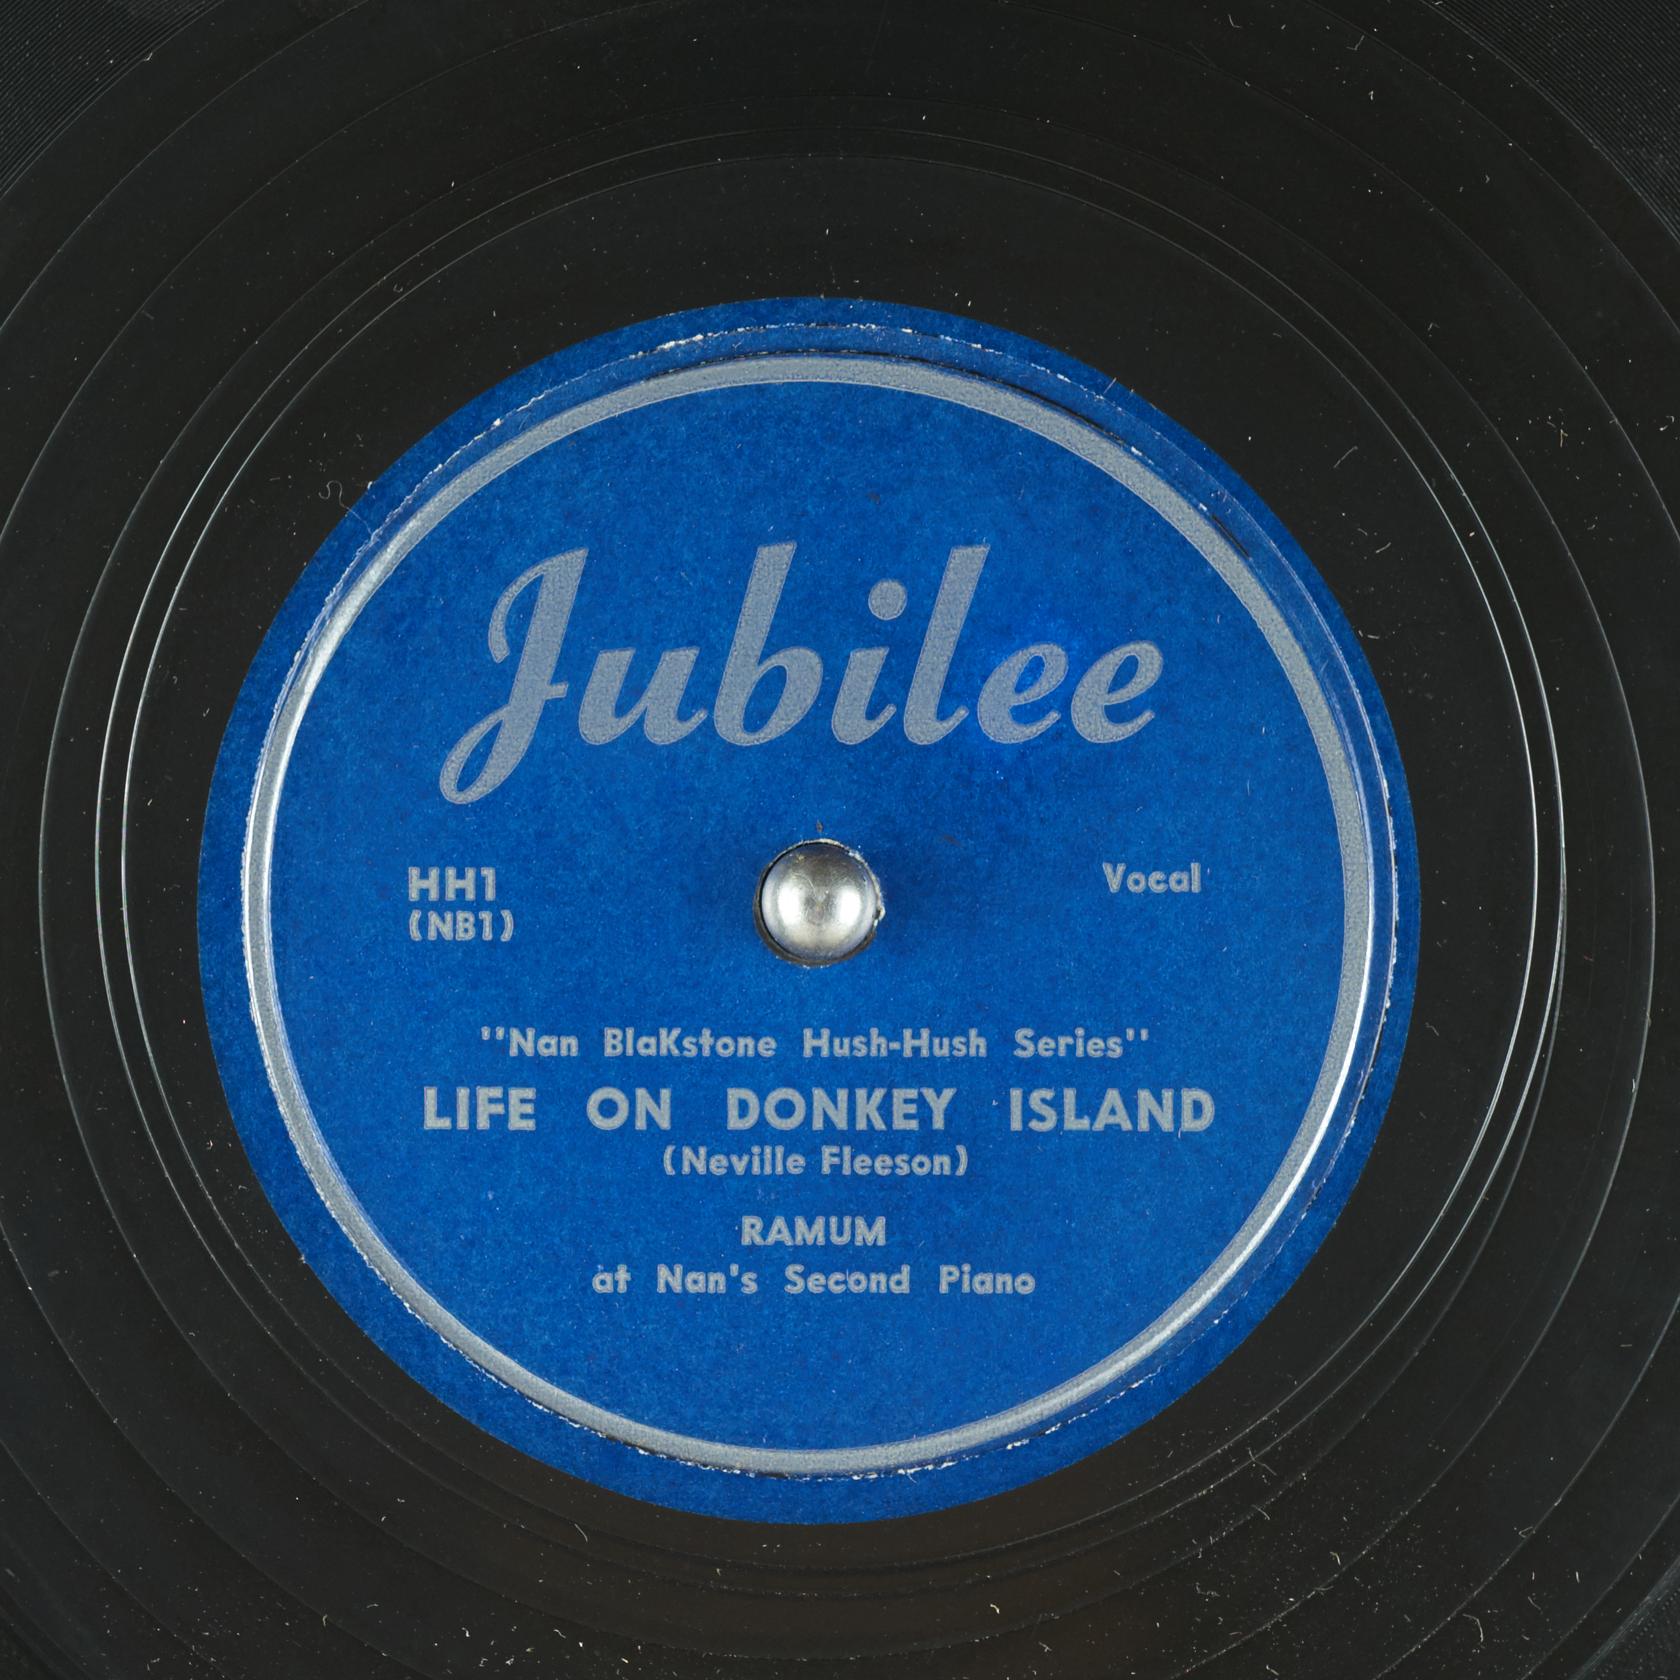 Jubilee
HH1
(NB1)
Vocal
"Nan BlaKstone Hush-Hush Series"
LIFE ON DONKEY ISLAND
(Neville Fleeson)
RAMUM
at Nan's Second Piano